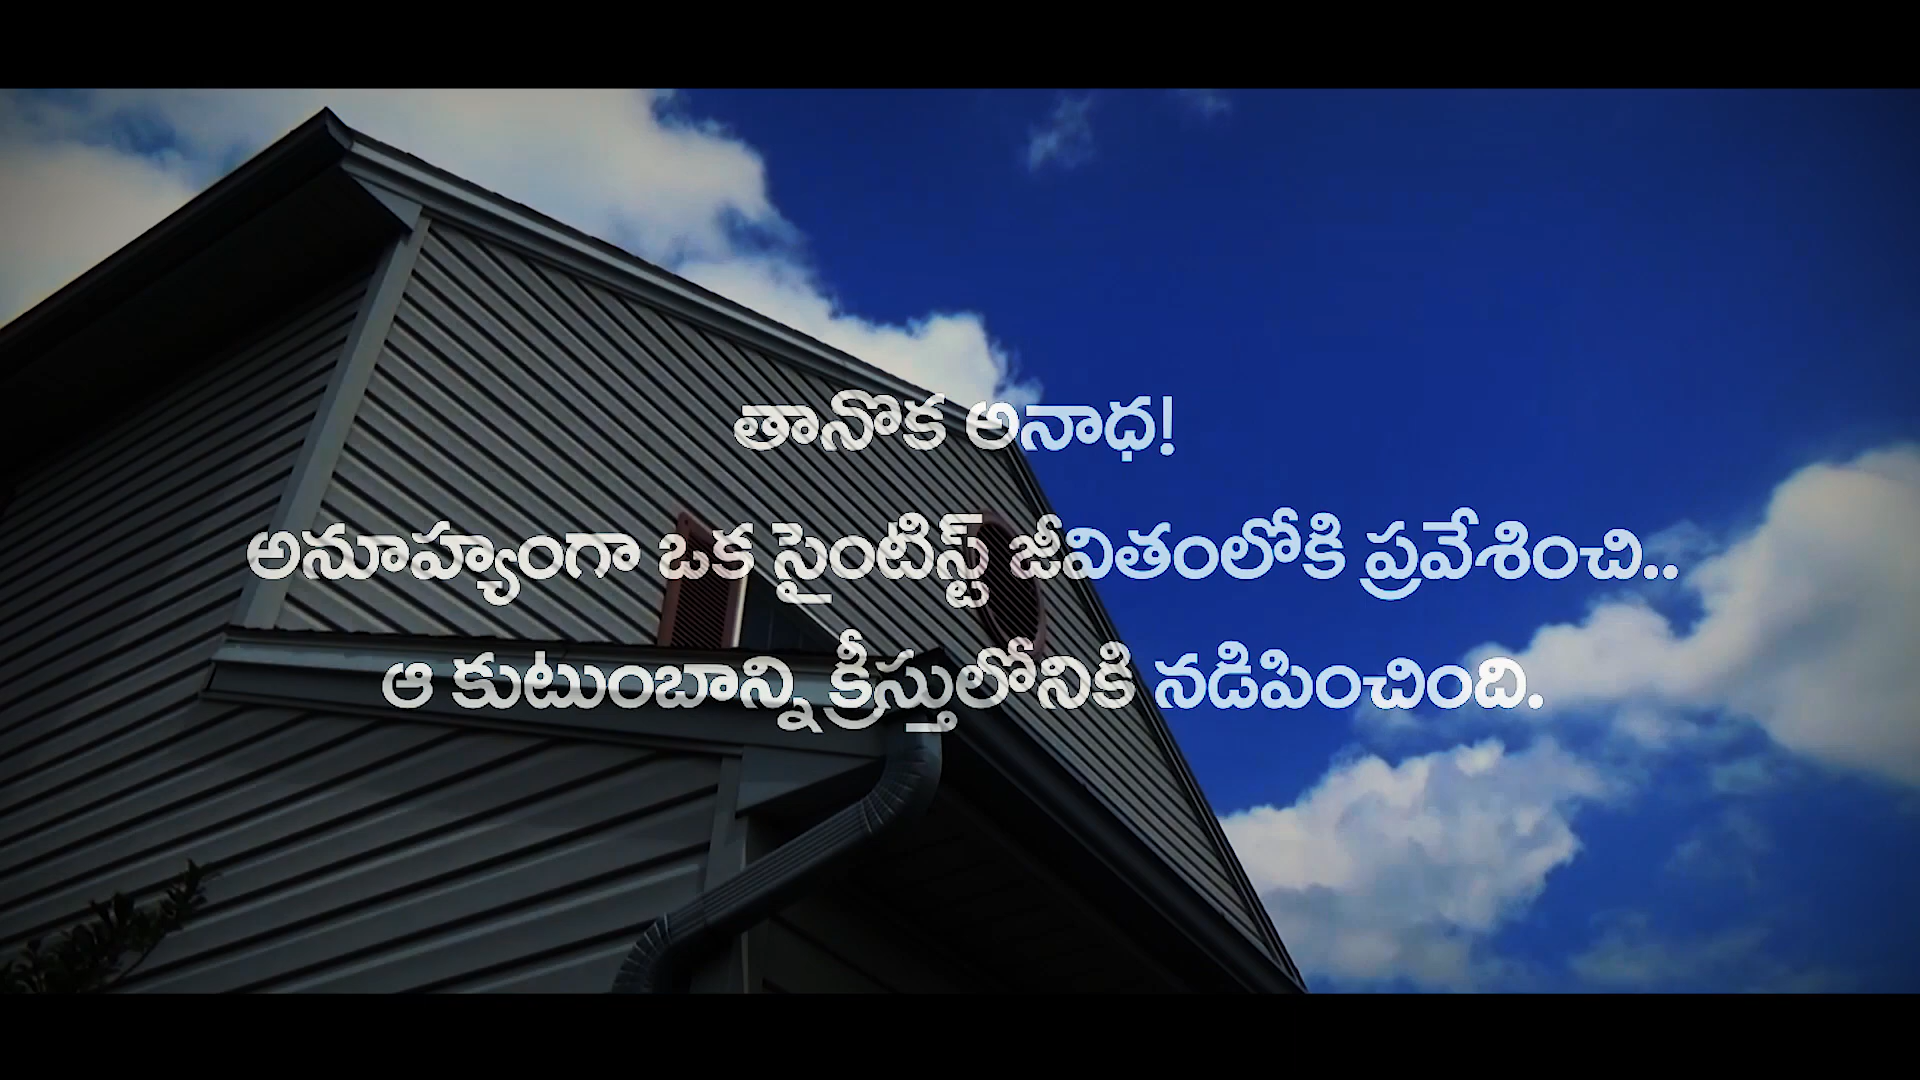 తానొక అనాధ!
అనూహ్యంగా ఒక సైంటిస్ట్ జీవితంలోకి ప్రవేశించి..
ఆ కుటుంబాన్ని క్రీస్తులోనికి నడిపించింది.